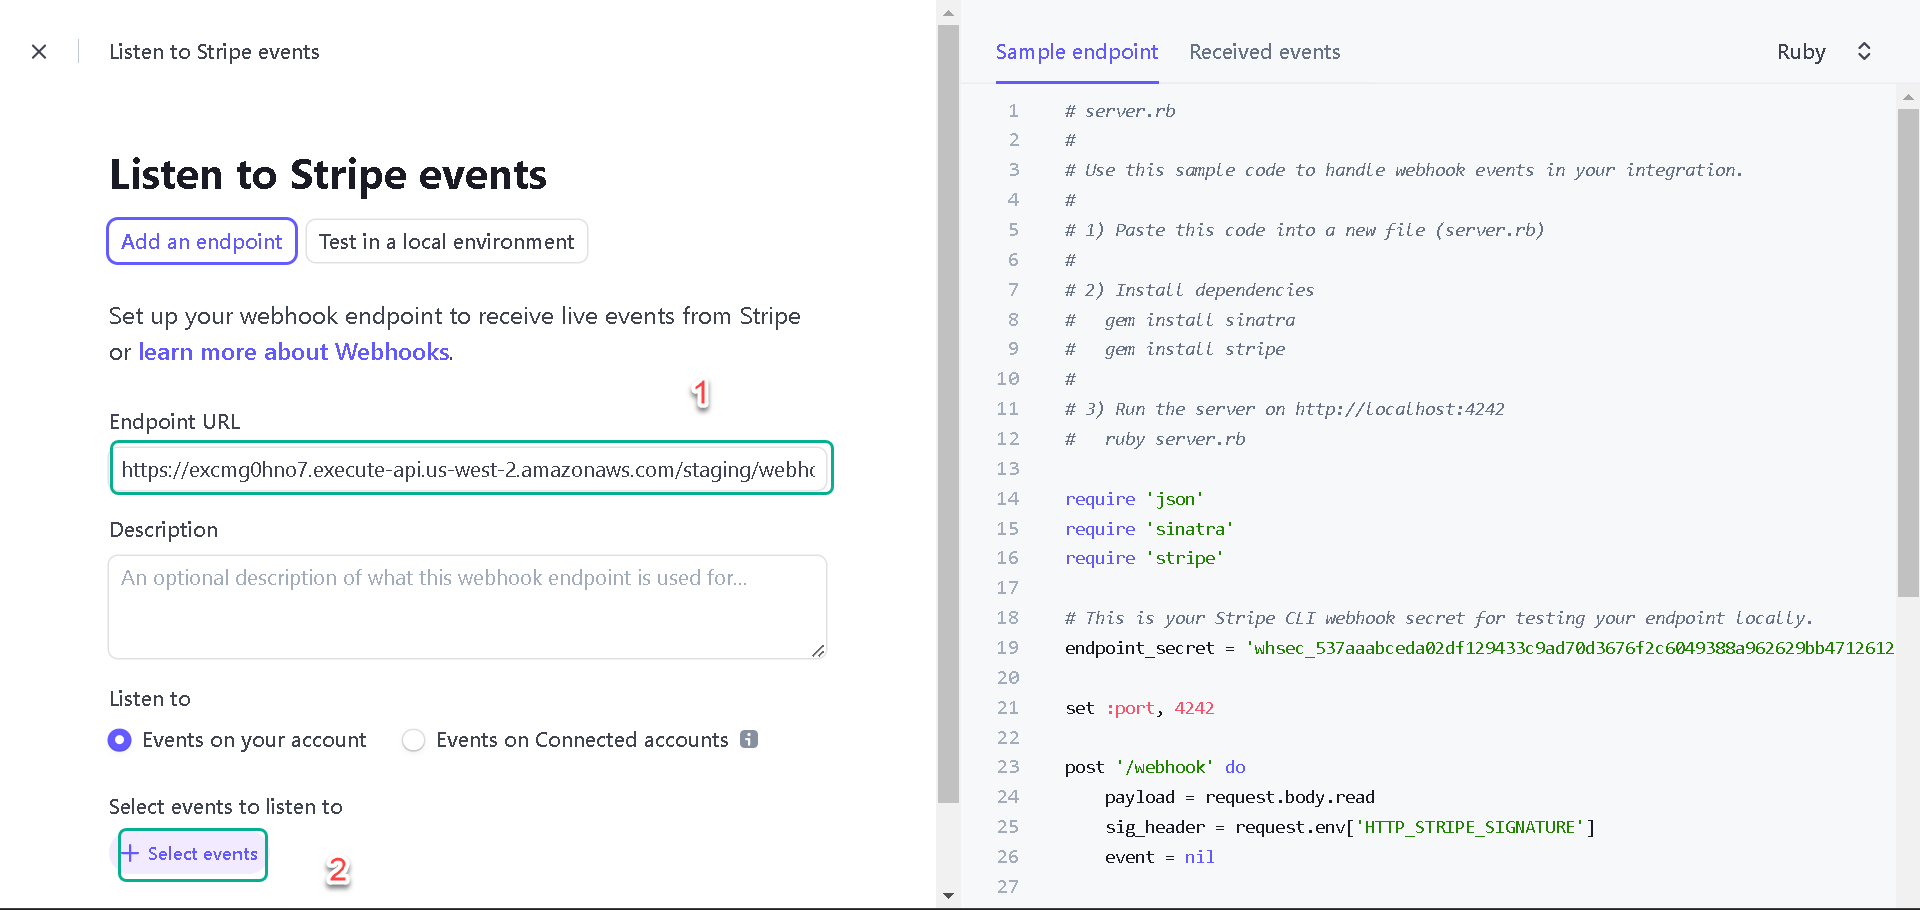 Listen to Stripe events
Listen to Stripe events
Add an endpoint
Test in a local environment
Set up your webhook endpoint to receive live events from Stripe
or learn more about Webhooks.
1
Endpoint URL
https://excmg0hno7.execute-api.us-west-2.amazonaws.com/staging/webho
Description
An optional description of what this webhook endpoint is used for...
Listen to
Events on your account
Events on Connected accounts
Select events to listen to
+ Select events
2
Sample endpoint
Received events
Ruby
1 # server.rb
2 #
3 # Use this sample code to handle webhook events in your integration.
4 #
5 # 1) Paste this code into a new file (server.rb)
6 #
7 # 2) Install dependencies
8 #   gem install sinatra
9 #   gem install stripe
10 #
11 # 3) Run the server on http://localhost:4242
12 #   ruby server.rb
13
14 require 'json'
15 require 'sinatra'
16 require 'stripe'
17
18 # This is your Stripe CLI webhook secret for testing your endpoint locally.
19 endpoint_secret = 'whsec_537aaabceda02df129433c9ad70d3676f2c6049388a962629bb4712612
20
21 set :port, 4242
22
23 post '/webhook' do
24     payload = request.body.read
25     sig_header = request.env['HTTP_STRIPE_SIGNATURE']
26     event = nil
27